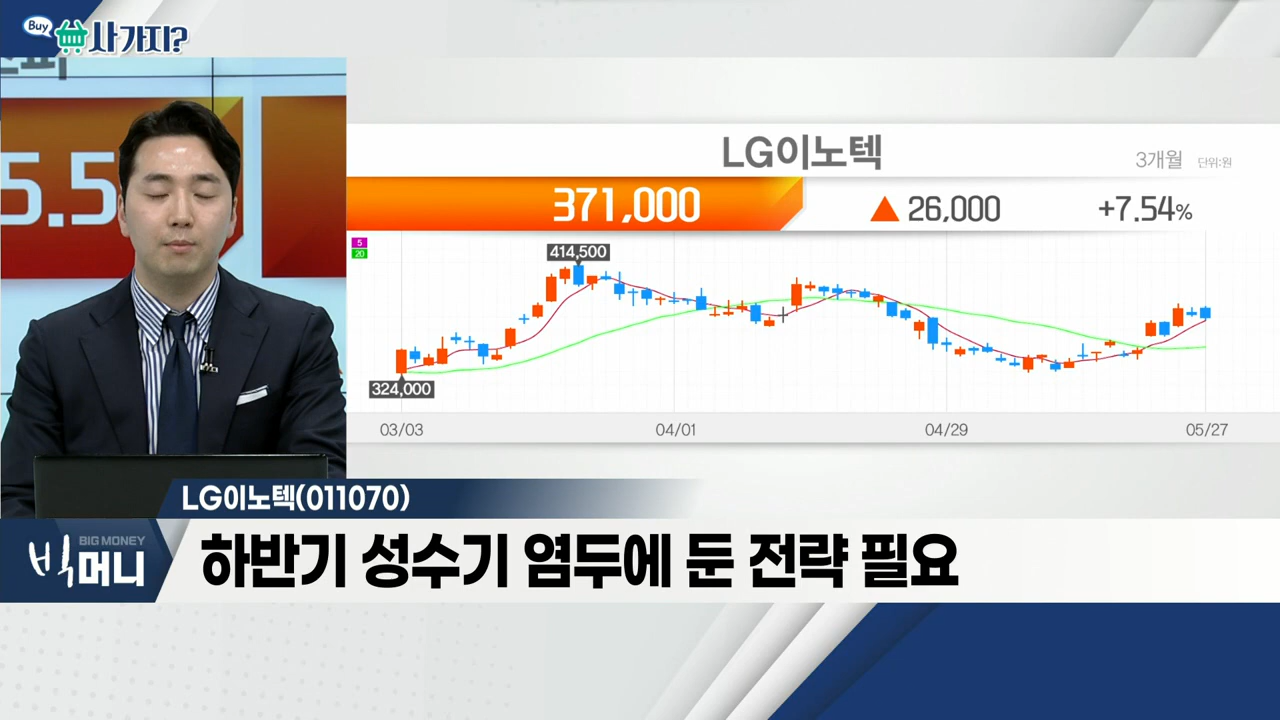 Buy
사가지?
5.5
LG이노텍
3개월 단위:원
371,000
26,000
+7.54%
5
20
414,500
324,000
03/03
04/01
04/29
05/27
LG이노텍(011070)
BIG MONEY
빅머니
하반기 성수기 염두에 둔 전략 필요